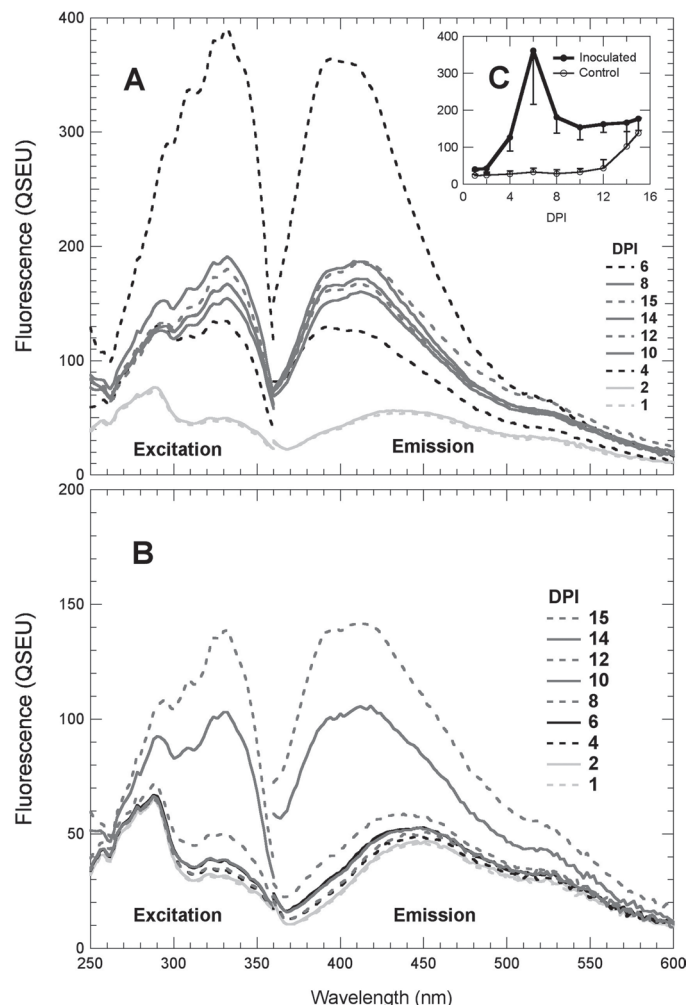 400
300
200
100
0
Fluorescence (QSEU)
A
Excitation
Emission
C
400
300
200
100
0
0
4
8
12
16
DPI
Inoculated
Control
DPI
6
8
15
14
12
10
4
2
1
200
150
100
50
0
Fluorescence (QSEU)
B
Excitation
Emission
DPI
15
14
12
10
8
6
4
2
1
250 300 350 400 450 500 550 600
Wavelength (nm)